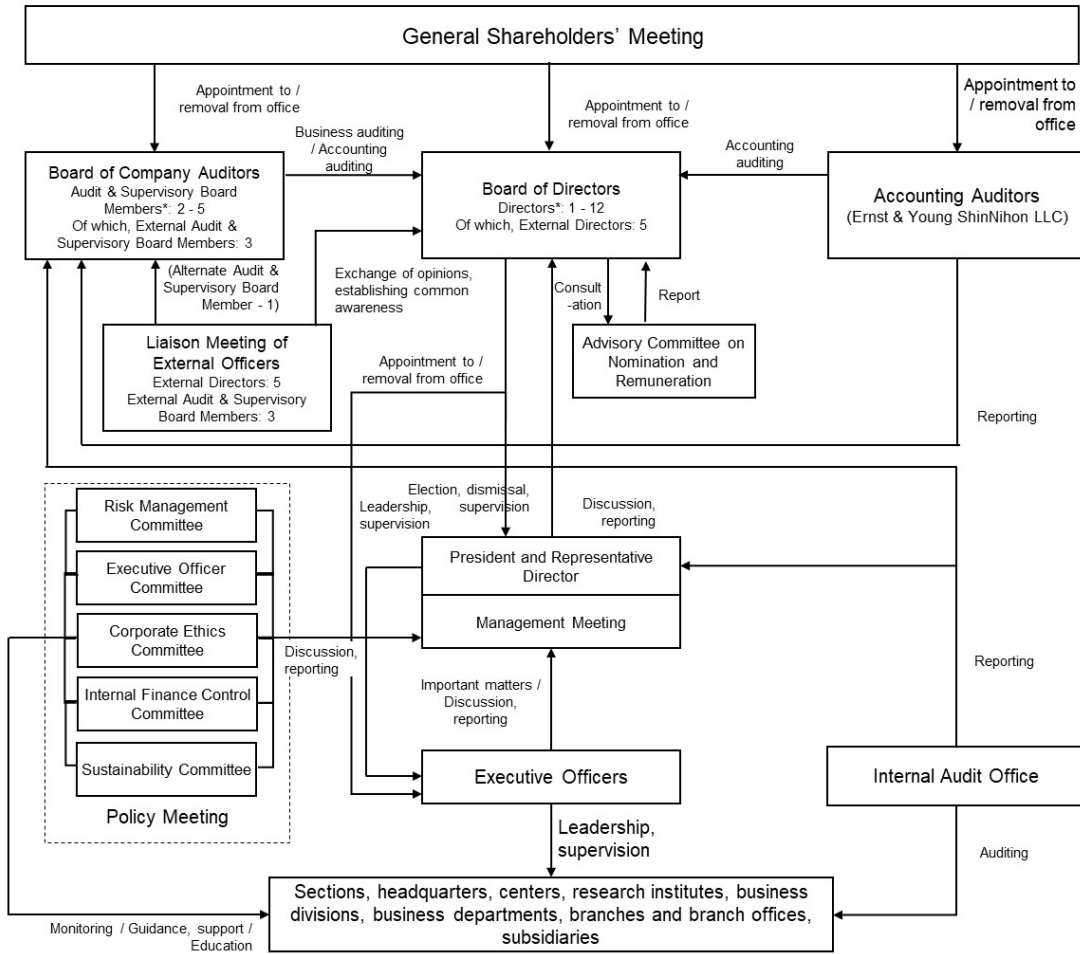 General Shareholders' Meeting
Appointment to /
removal from office
Appointment to /
removal from office
Appointment to
/ removal from
office
Business auditing
/ Accounting
auditing
Accounting
auditing
Board of Company Auditors
Audit & Supervisory Board
Members*: 2 - 5
Of which, External Audit &
Supervisory Board Members: 3
Board of Directors
Directors*: 1 - 12
Of which, External Directors: 5
Accounting Auditors
(Ernst & Young ShinNihon LLC)
(Alternate Audit &
Supervisory Board
Member - 1)
Exchange of opinions,
establishing common
awareness
Consult
-ation
Report
Liaison Meeting of
External Officers
External Directors: 5
External Audit & Supervisory
Board Members: 3
Advisory Committee on
Nomination and
Remuneration
Appointment to /
removal from office
Reporting
Election, dismissal,
supervision
Leadership,
supervision
Discussion,
reporting
Risk Management
Committee
Executive Officer
Committee
Corporate Ethics
Committee
Internal Finance Control
Committee
Sustainability Committee
Policy Meeting
President and Representative
Director
Management Meeting
Discussion,
reporting
Important matters /
Discussion,
reporting
Reporting
Executive Officers
Internal Audit Office
Leadership,
supervision
Auditing
Sections, headquarters, centers, research institutes, business
divisions, business departments, branches and branch offices,
subsidiaries
Monitoring / Guidance, support /
Education